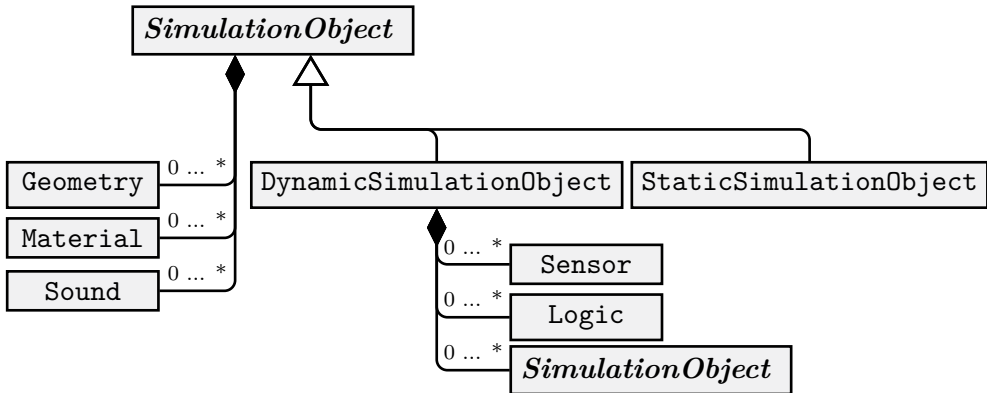 SimulationObject
0 ... *
Geometry
DynamicSimulationObject
StaticSimulationObject
0 ... *
Material
0 ... *
Sound
0 ... *
Sensor
0 ... *
Logic
0 ... *
SimulationObject